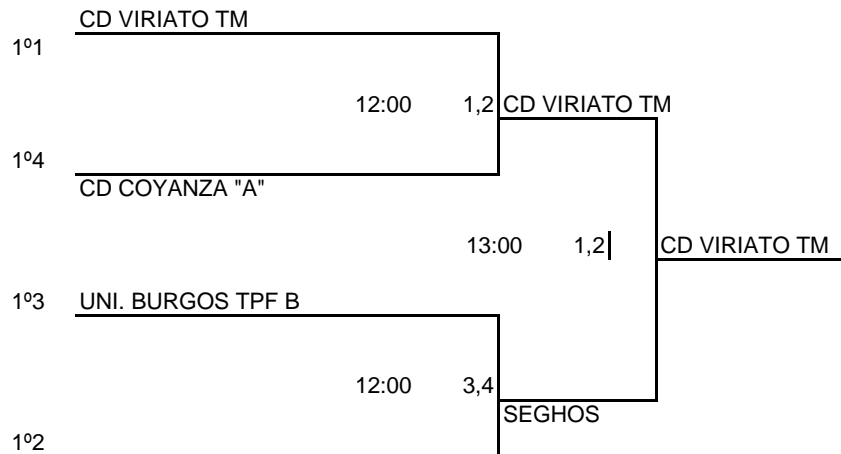 CD VIRIATO TM
1º1
12:00 1,2 CD VIRIATO TM
1º4
CD COYANZA "A"
13:00 1,2 CD VIRIATO TM
1º3 UNI. BURGOS TPF B
12:00 3,4
SEGHOS
1º2